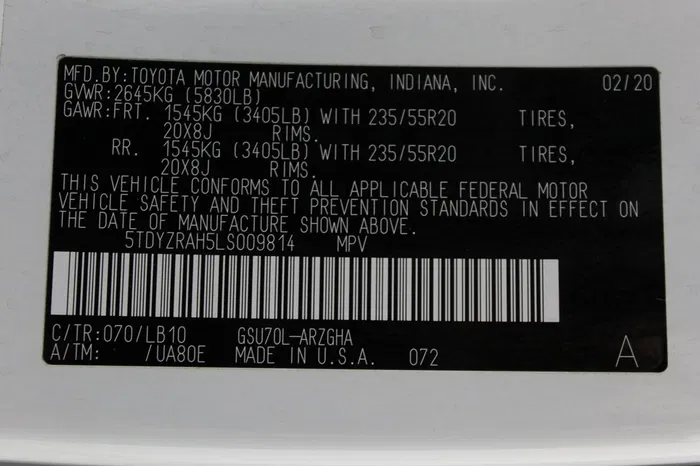 MFD.BY:TOYOTA MOTOR MANUFACTURING, INDIANA, INC. 02/20
GVWR:2645KG (5830LB)
GAWR:FRT. 1545KG (3405LB) WITH 235/55R20 TIRES,
20X8J RIMS.
RR. 1545KG (3405LB) WITH 235/55R20 TIRES,
20X8J RIMS.
THIS VEHICLE CONFORMS TO ALL APPLICABLE FEDERAL MOTOR
VEHICLE SAFETY AND THEFT PREVENTION STANDARDS IN EFFECT ON
THE DATE OF MANUFACTURE SHOWN ABOVE.
5TDYZRAH5LS009814 MPV
C/TR:070/LB10 GSU70L-ARZGHA
A/TM: /UA80E MADE IN U.S.A. 072 A